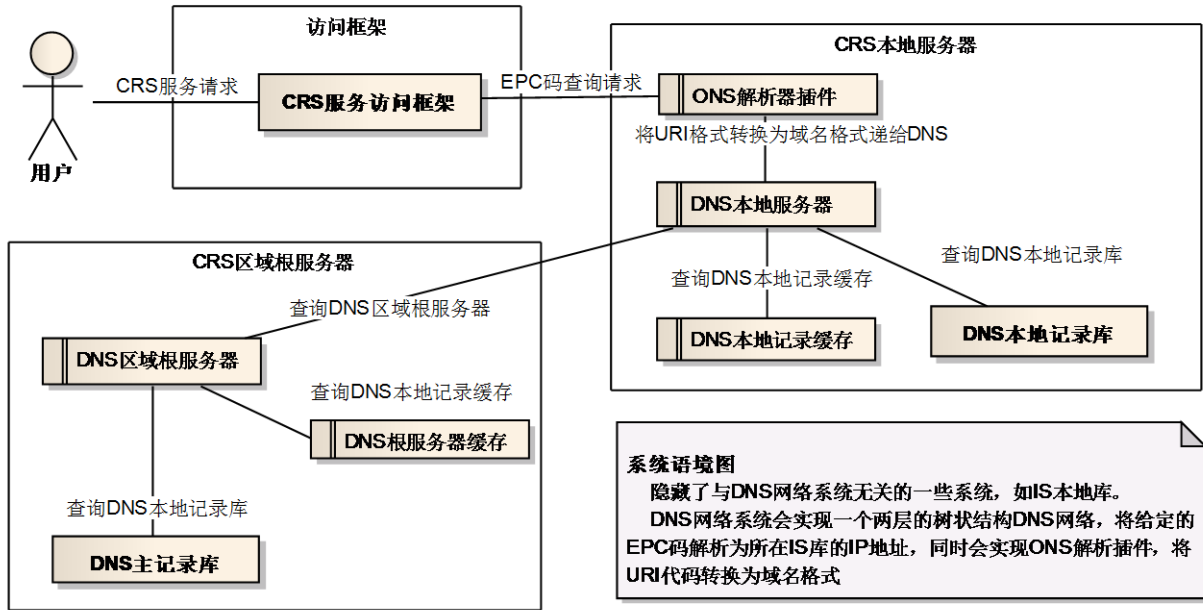 访问框架
CRS本地服务器
CRS服务请求
CRS服务访问框架
EPC码查询请求
ONS解析器插件
将URI格式转换为域名格式递给DNS
用户
DNS本地服务器
CRS区域根服务器
查询DNS本地记录库
查询DNS本地记录缓存
查询DNS区域根服务器
DNS本地记录缓存
DNS本地记录库
DNS区域根服务器
查询DNS本地记录缓存
DNS根服务器缓存
查询DNS本地记录库
DNS主记录库
系统语境图
隐藏了与DNS网络系统无关的一些系统，如IS本地库。
DNS网络系统会实现一个两层的树状结构DNS网络，将给定的
EPC码解析为所在IS库的IP地址，同时会实现ONS解析插件，将
URI代码转换为域名格式